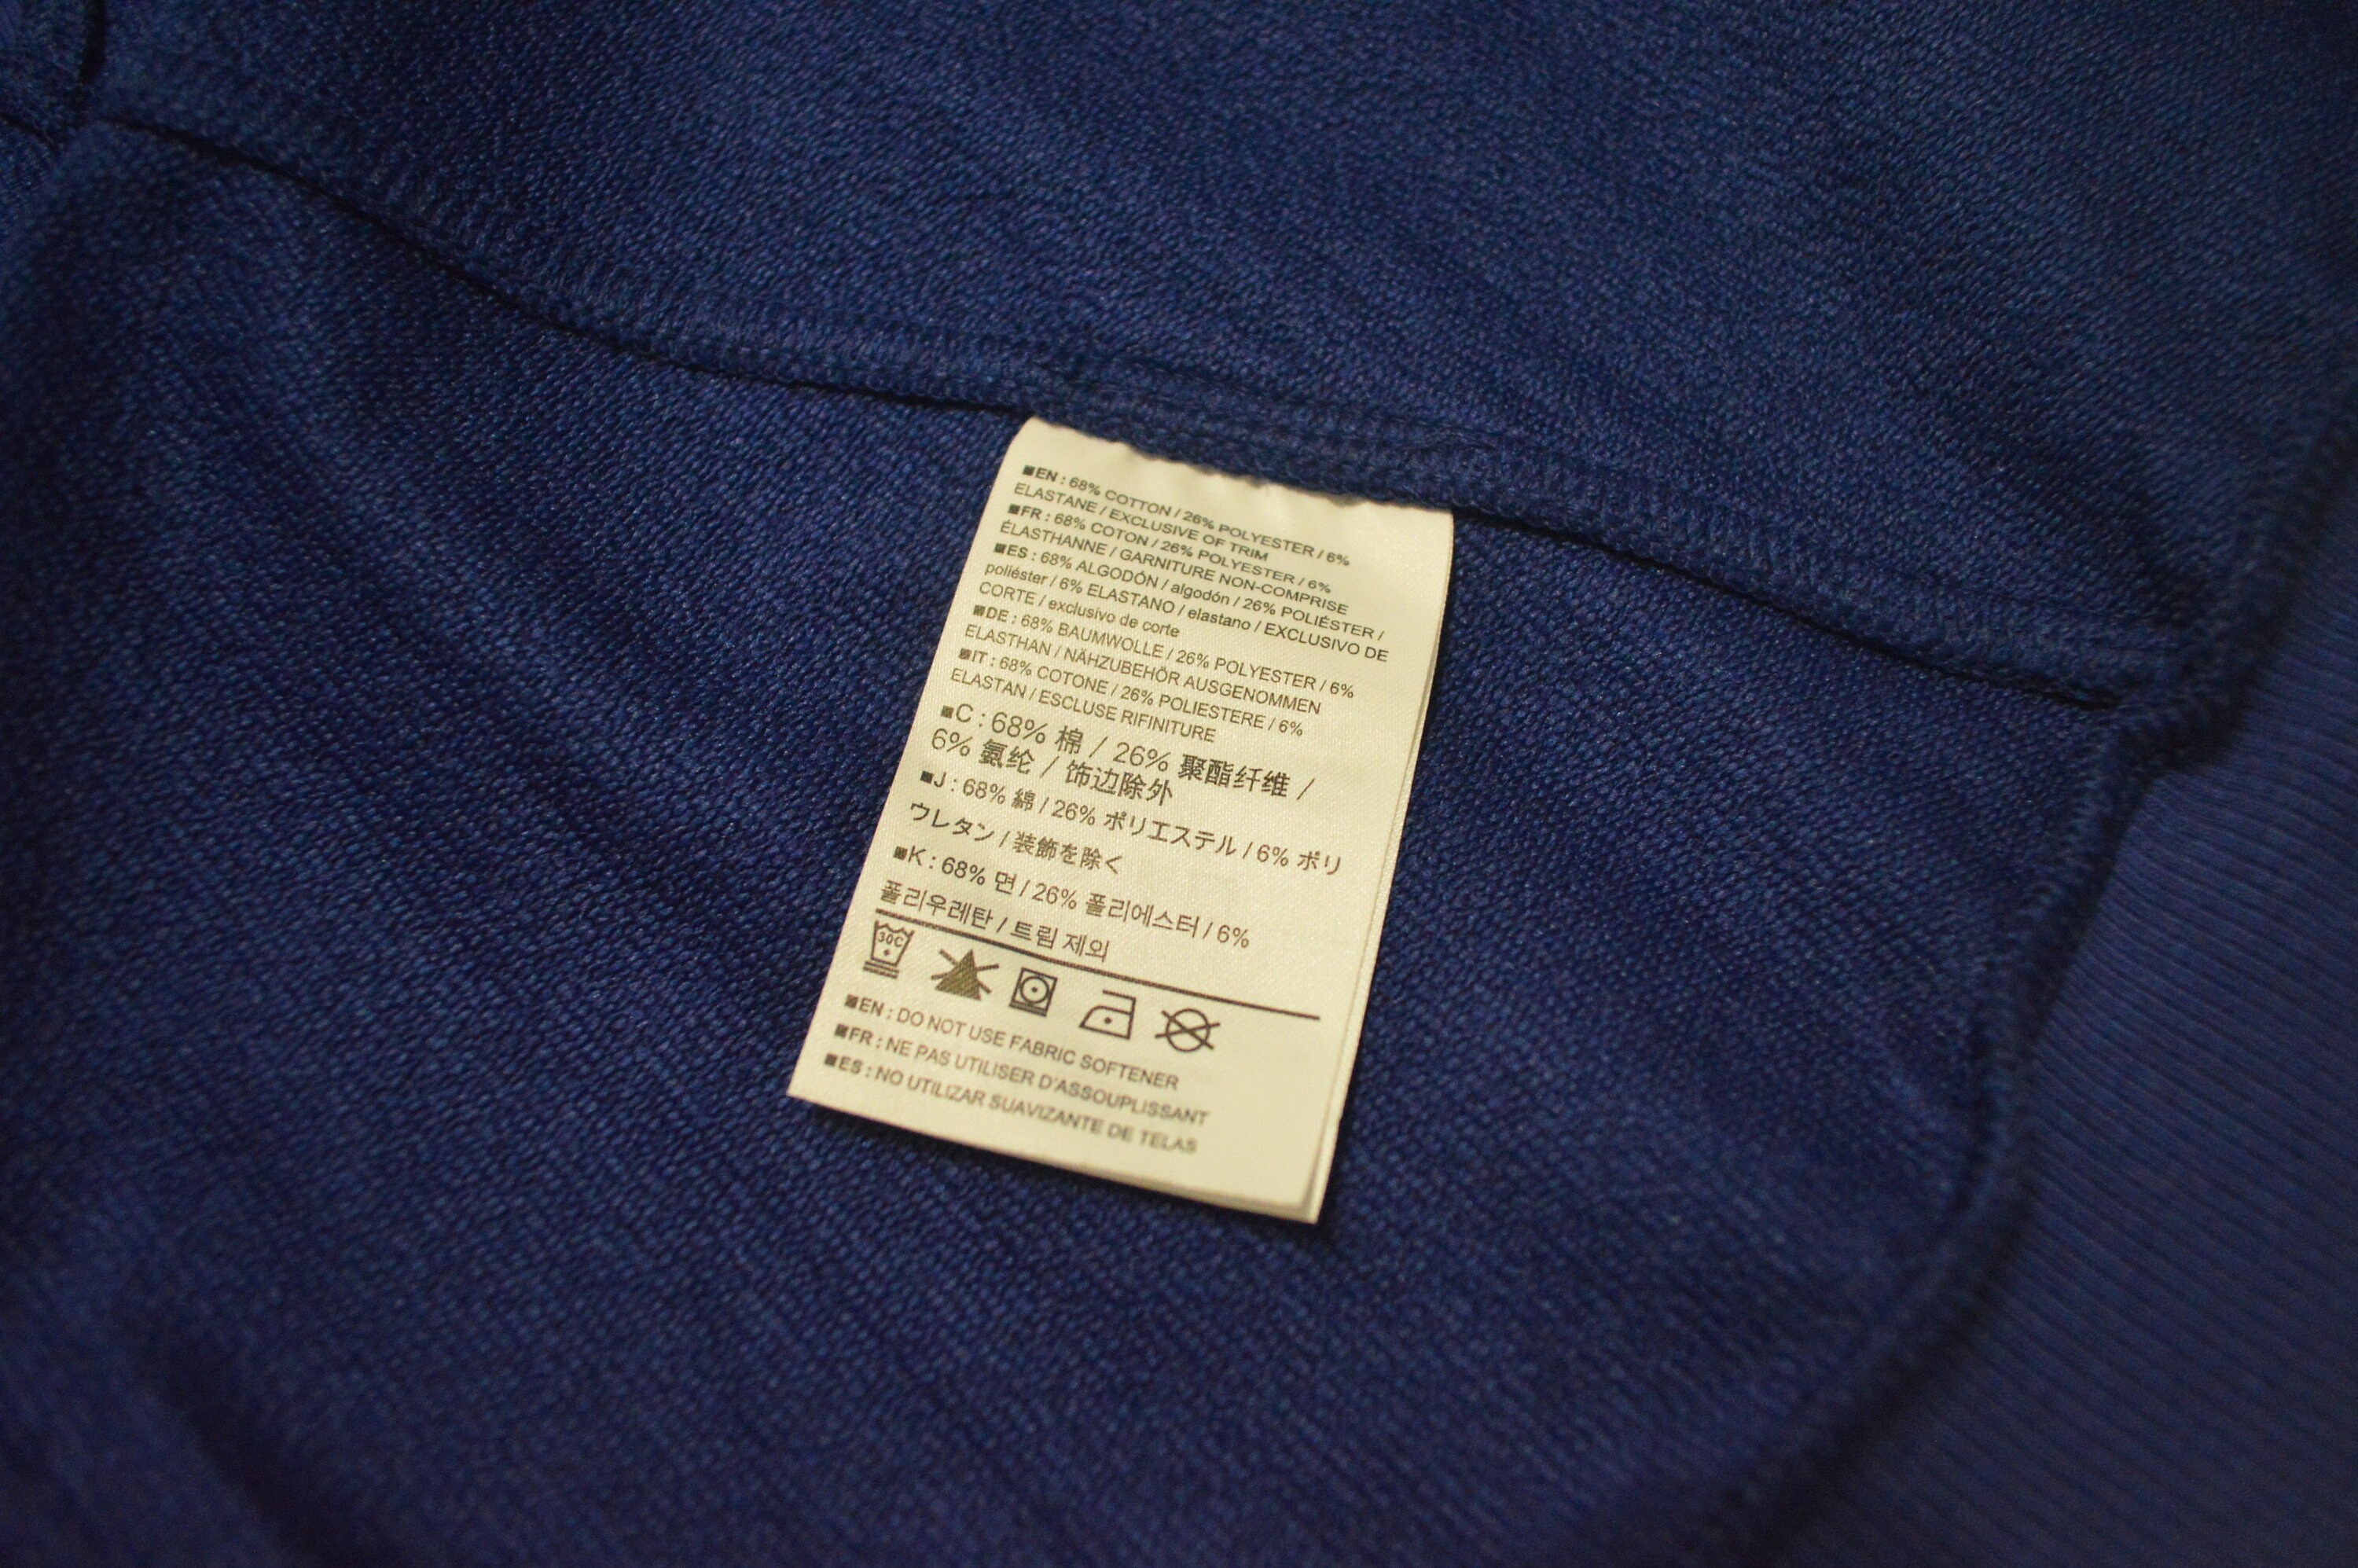 ■EN : 68% COTTON / 26% POLYESTER / 6%
ELASTANE / EXCLUSIVE OF TRIM
■FR : 68% COTON / 26% POLYESTER / 6%
ÉLASTHANNE / GARNITURE NON-COMPRISE
■ES : 68% ALGODÓN / algodón / 26% POLIÉSTER /
poliéster / 6% ELASTANO / elastano / EXCLUSIVO DE
CORTE / exclusivo de corte
■DE : 68% BAUMWOLLE / 26% POLYESTER / 6%
ELASTHAN / NÄHZUBEHÖR AUSGENOMMEN
■IT : 68% COTONE / 26% POLIESTERE / 6%
ELASTAN / ESCLUSE RIFINITURE
■C : 68% 棉 / 26% 聚酯纤维 /
6% 氨纶 / 饰边除外
■J : 68% 綿 / 26% ポリエステル / 6% ポリ
ウレタン / 装飾を除く
■K : 68% 면 / 26% 폴리에스터 / 6%
폴리우레탄 / 트림 제외
30C
■EN : DO NOT USE FABRIC SOFTENER
■FR : NE PAS UTILISER D'ASSOUPLISSANT
■ES : NO UTILIZAR SUAVIZANTE DE TELAS